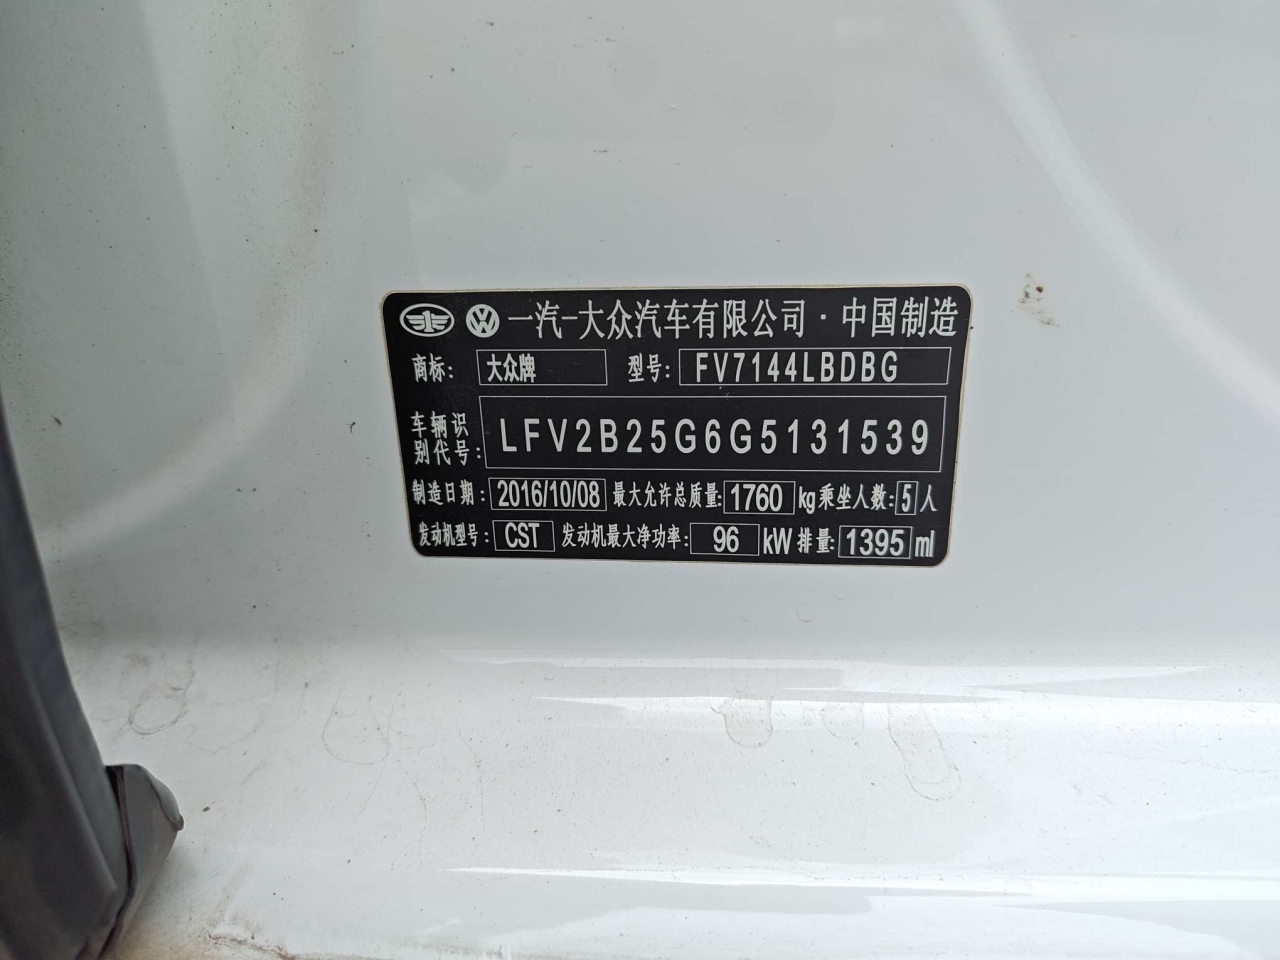 一汽-大众汽车有限公司·中国制造
商标: 大众牌 型号: FV7144LBDBG
车辆识别代号: LFV2B25G6G5131539
制造日期: 2016/10/08 最大允许总质量: 1760 kg 乘坐人数: 5 人
发动机型号: CST 发动机最大净功率: 96 kW 排量: 1395 ml